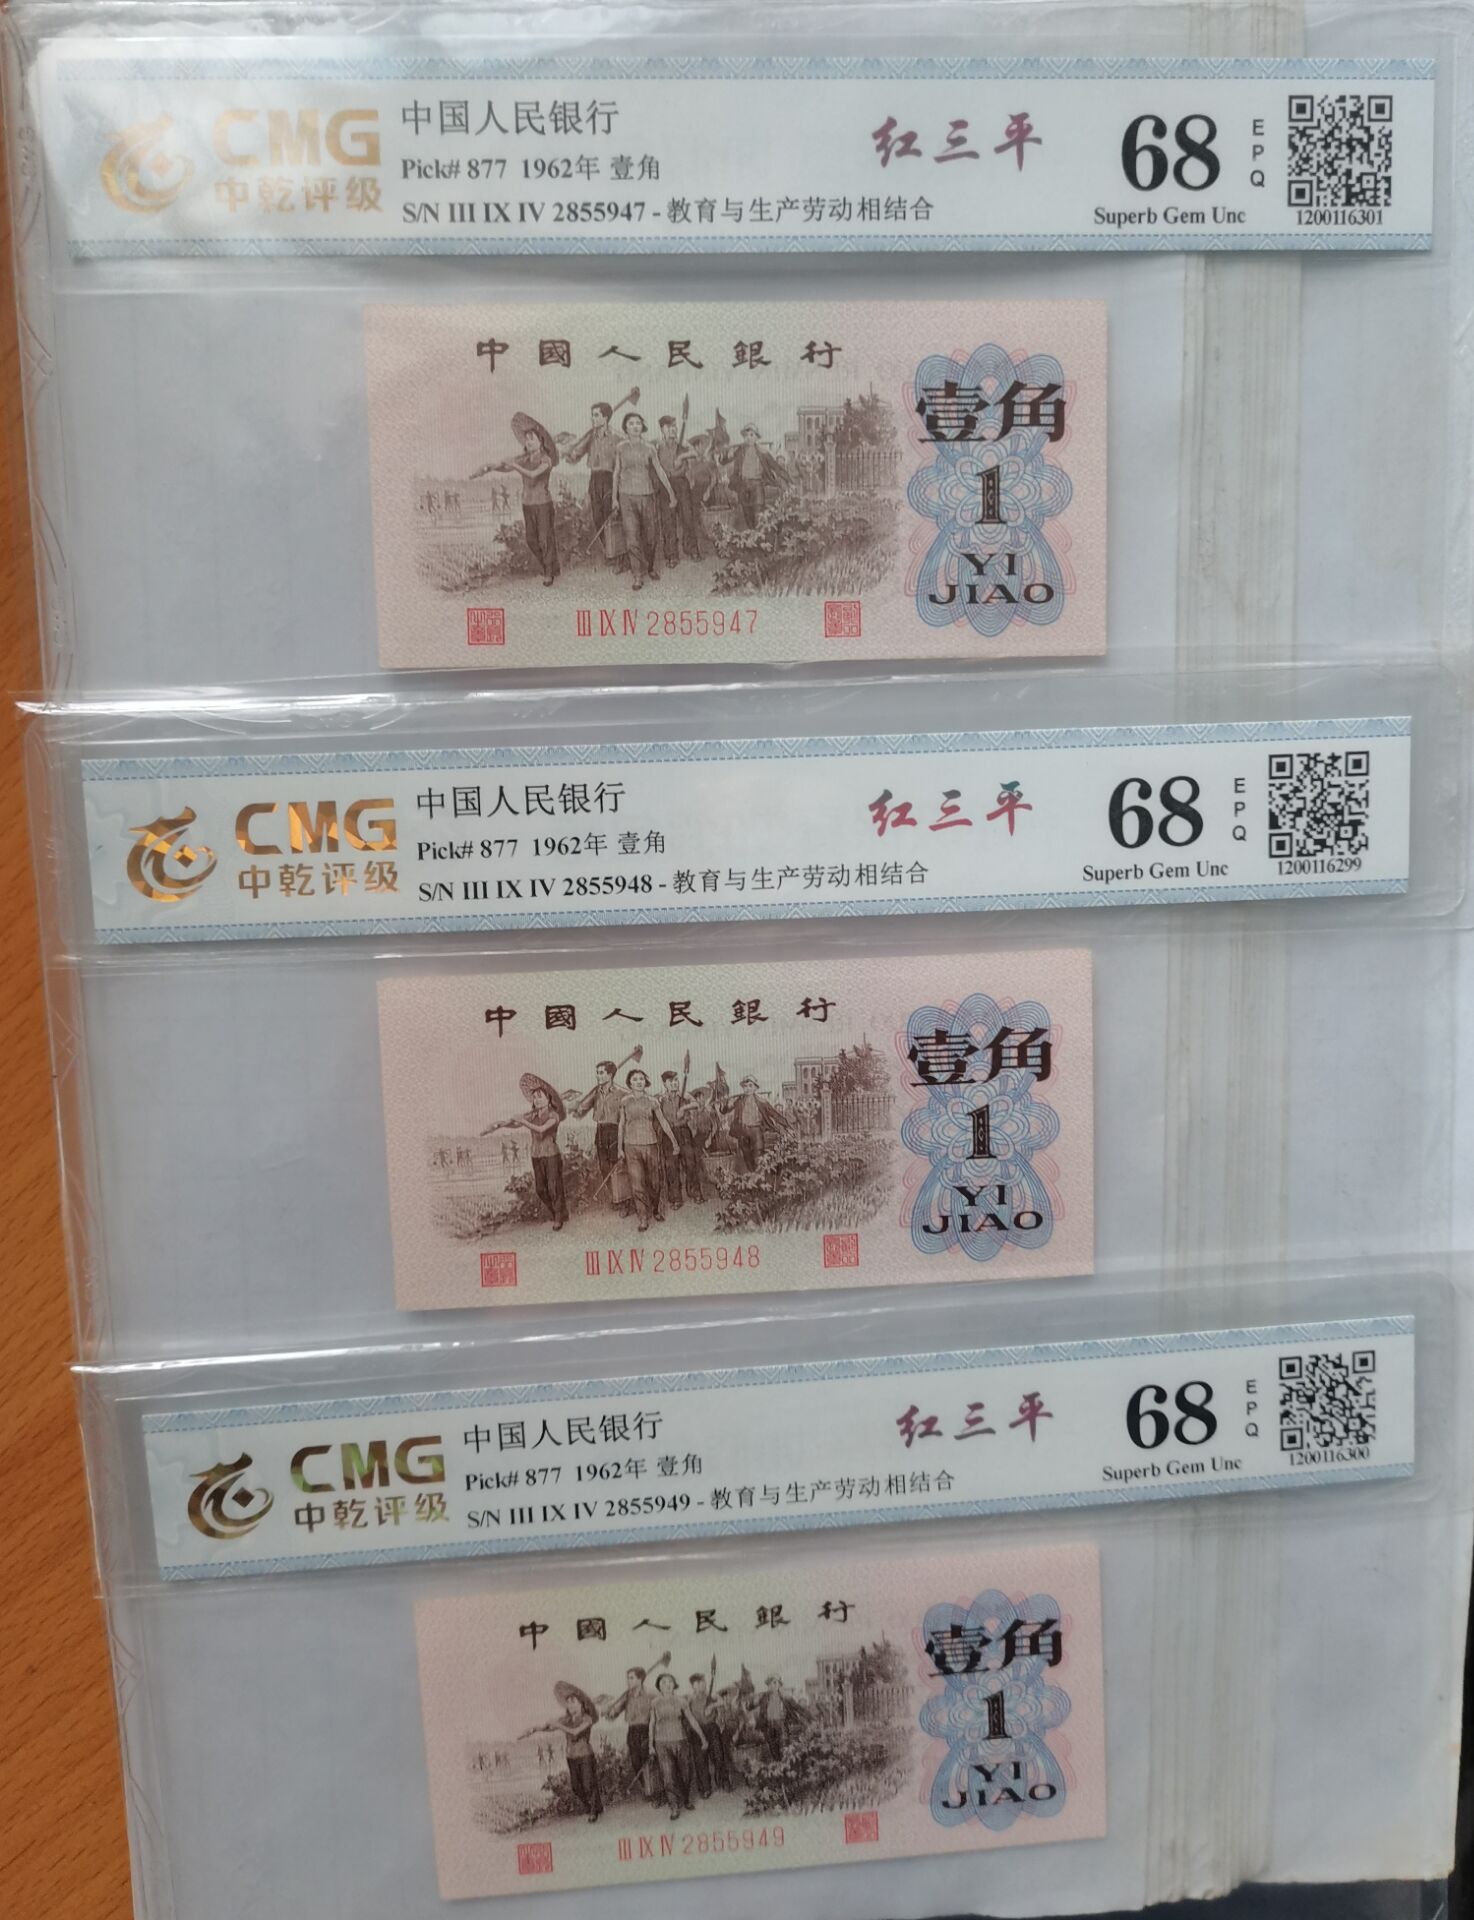 CMG
中乾评级
中国人民银行
Pick# 877 1962年 壹角
S/N III IX IV 2855947 - 教育与生产劳动相结合
红三平
68
EPQ
Superb Gem Unc
1200116301
中國人民銀行
壹角
1
YI
JIAO
III IX IV 2855947
CMG
中乾评级
中国人民银行
Pick# 877 1962年 壹角
S/N III IX IV 2855948 - 教育与生产劳动相结合
红三平
68
EPQ
Superb Gem Unc
1200116299
中國人民銀行
壹角
1
YI
JIAO
III IX IV 2855948
CMG
中乾评级
中国人民银行
Pick# 877 1962年 壹角
S/N III IX IV 2855949 - 教育与生产劳动相结合
红三平
68
EPQ
Superb Gem Unc
1200116300
中國人民銀行
壹角
1
YI
JIAO
III IX IV 2855949